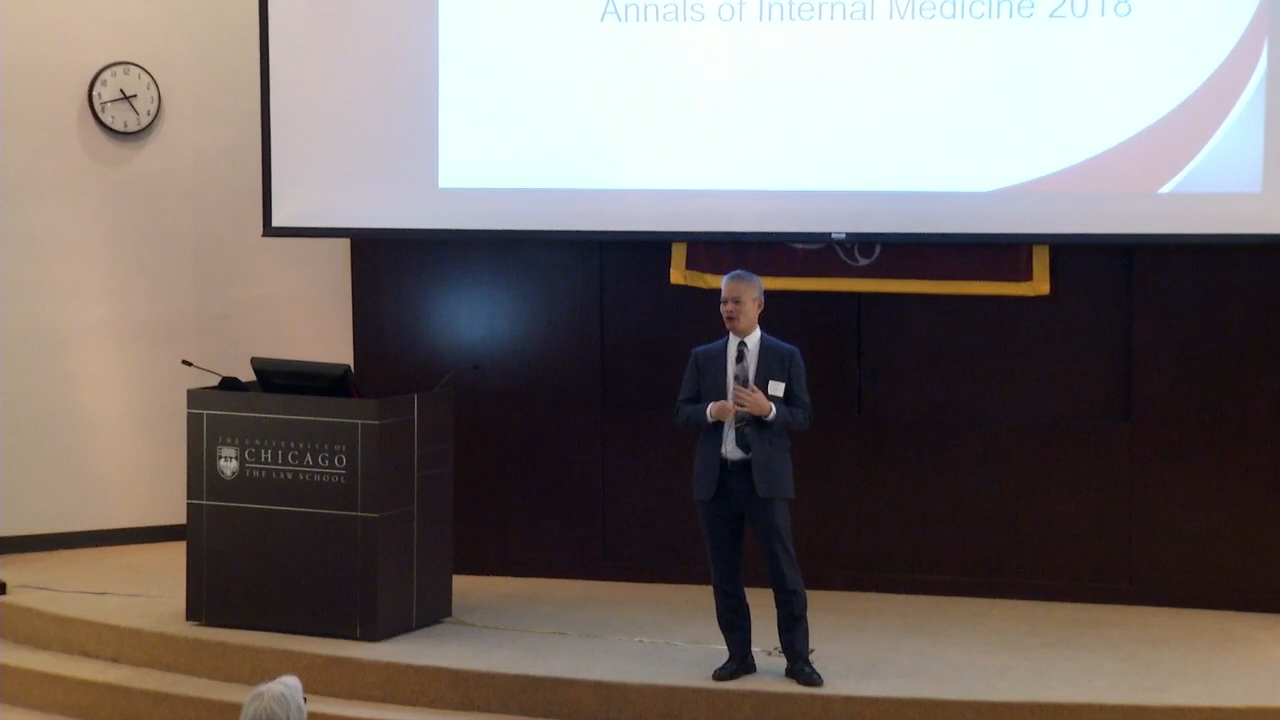 Annals of Internal Medicine 2018
THE UNIVERSITY OF
CHICAGO
THE LAW SCHOOL